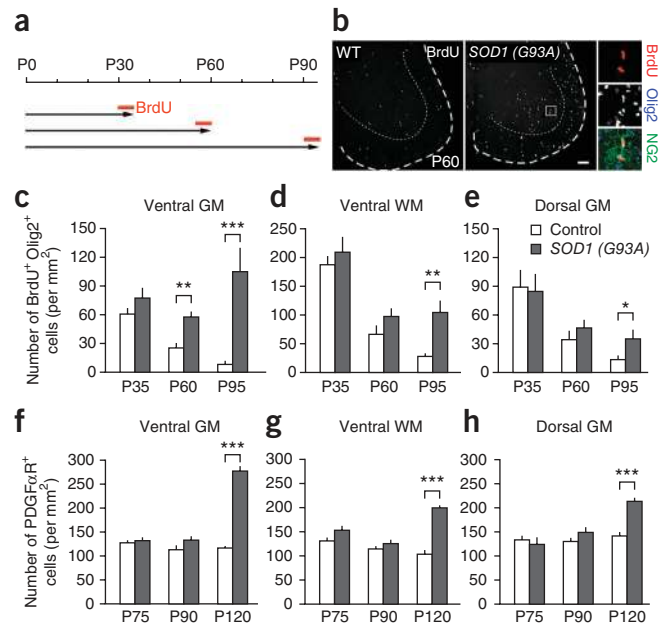 a
P0 P30 P60 P90
BrdU
b
WT BrdU SOD1 (G93A)
P60
BrdU Olig2 NG2
c Ventral GM
d Ventral WM
e Dorsal GM
Number of BrdU+ Olig2+ cells (per mm²)
150 120 90 60 30 0
** ***
P35 P60 P95
250 200 150 100 50 0
**
P35 P60 P95
150 120 90 60 30 0
Control
SOD1 (G93A)
*
P35 P60 P95
f Ventral GM
g Ventral WM
h Dorsal GM
Number of PDGFαR+ cells (per mm²)
300 250 200 150 100 50 0
***
P75 P90 P120
300 250 200 150 100 50 0
***
P75 P90 P120
300 250 200 150 100 50 0
***
P75 P90 P120